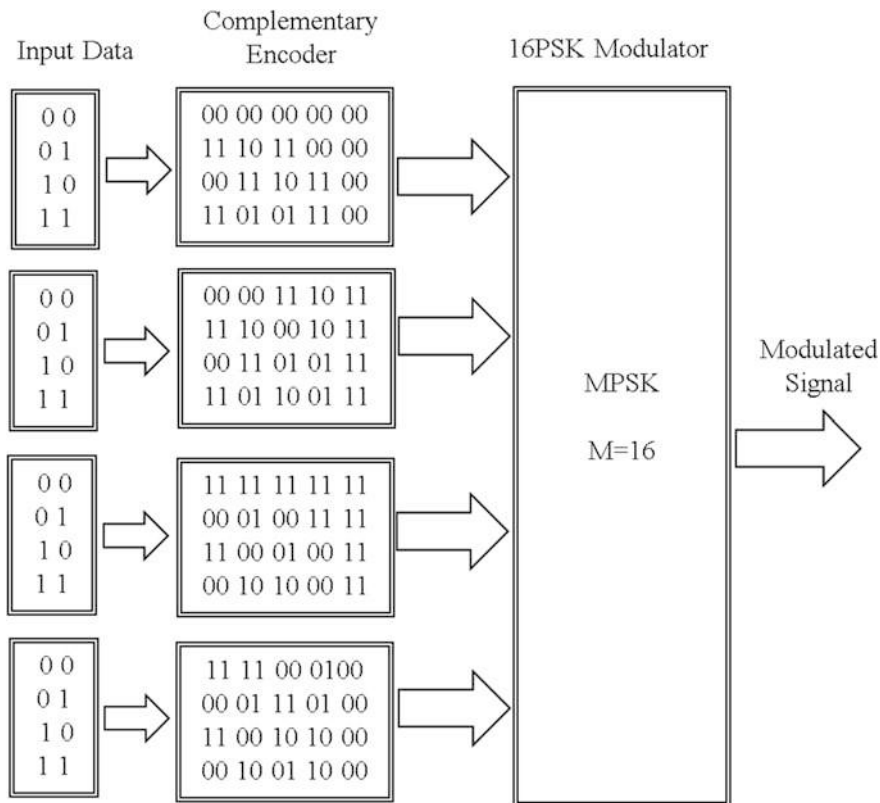 Input Data
Complementary
Encoder
16PSK Modulator
0 0
0 1
1 0
1 1
00 00 00 00 00
11 10 11 00 00
00 11 10 11 00
11 01 01 11 00
0 0
0 1
1 0
1 1
00 00 11 10 11
11 10 00 10 11
00 11 01 01 11
11 01 10 01 11
0 0
0 1
1 0
1 1
11 11 11 11 11
00 01 00 11 11
11 00 01 00 11
00 10 10 00 11
0 0
0 1
1 0
1 1
11 11 00 0100
00 01 11 01 00
11 00 10 10 00
00 10 01 10 00
MPSK
M=16
Modulated
Signal